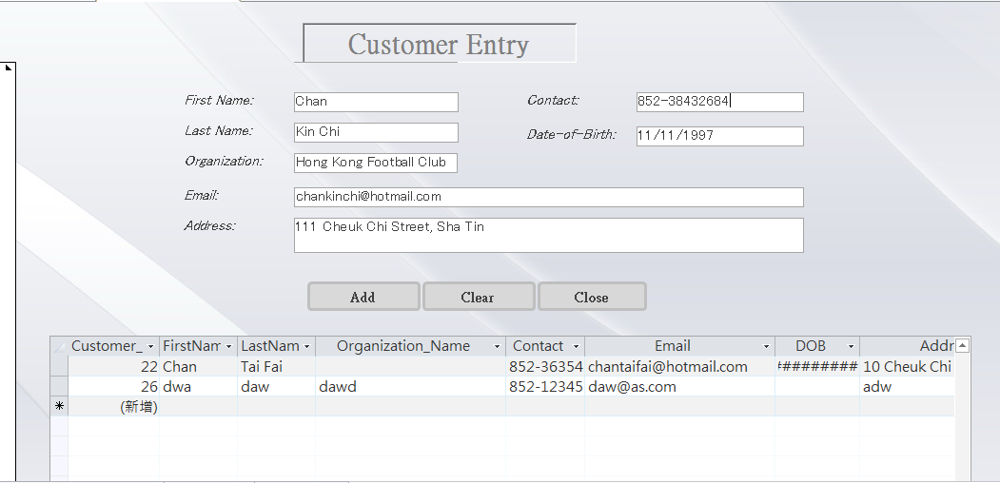 Customer Entry
First Name: Chan Contact: 852-38432684
Last Name: Kin Chi Date-of-Birth: 11/11/1997
Organization: Hong Kong Football Club
Email: chankinchi@hotmail.com
Address: 111 Cheuk Chi Street, Sha Tin
Add Clear Close
Customer_ FirstNam LastNam Organization_Name Contact Email DOB Addr
22 Chan Tai Fai 852-36354 chantaifai@hotmail.com ######### 10 Cheuk Chi
26 dwa daw dawd 852-12345 daw@as.com adw
* (新增)